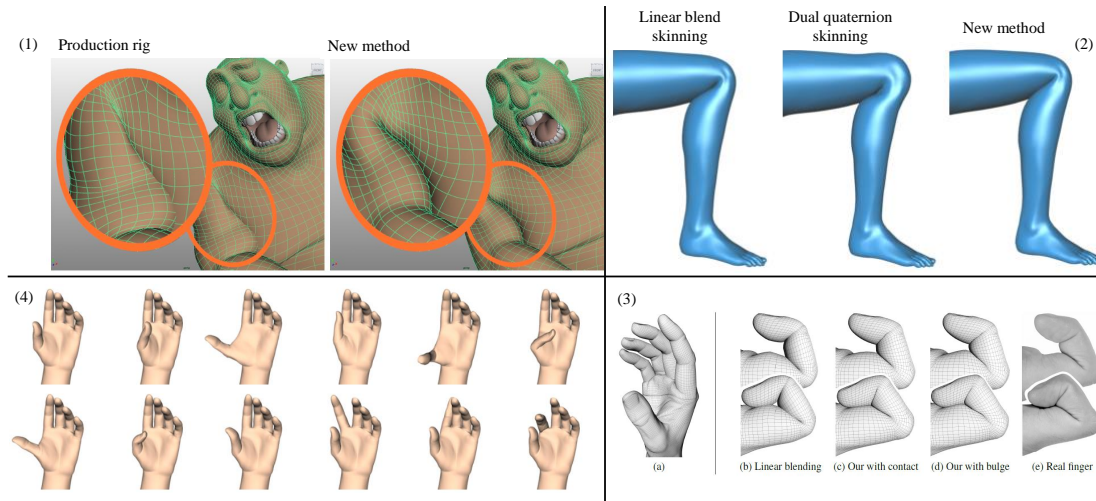 (1)
Production rig
New method
Linear blend
skinning
Dual quaternion
skinning
New method
(2)
(4)
(3)
(a)
(b) Linear blending
(c) Our with contact
(d) Our with bulge
(e) Real finger